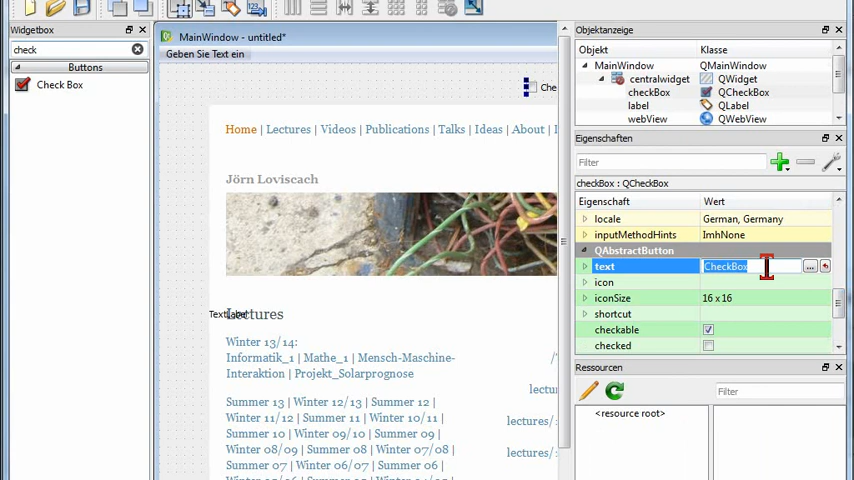 Widgetbox
check
Buttons
Check Box
MainWindow - untitled*
Geben Sie Text ein
Che
Home | Lectures | Videos | Publications | Talks | Ideas | About |
Jörn Loviscach
TextLabel
Lectures
Winter 13/14:
Informatik_1 | Mathe_1 | Mensch-Maschine-
Interaktion | Projekt_Solarprognose
lectur
Summer 13 | Winter 12/13 | Summer 12 |
Winter 11/12 | Summer 11 | Winter 10/11 |
lectures/
Summer 10 | Winter 09/10 | Summer 09 |
Winter 08/09 | Summer 08 | Winter 07/08 |
lectures/
Summer 07 | Winter 06/07 | Summer 06 |
Objektanzeige
Objekt Klasse
MainWindow QMainWindow
centralwidget QWidget
checkBox QCheckBox
label QLabel
webView QWebView
Eigenschaften
Filter
checkBox : QCheckBox
Eigenschaft Wert
locale German, Germany
inputMethodHints ImhNone
QAbstractButton
text CheckBox ...
icon
iconSize 16 x 16
shortcut
checkable
checked
Ressourcen
Filter
<resource root>